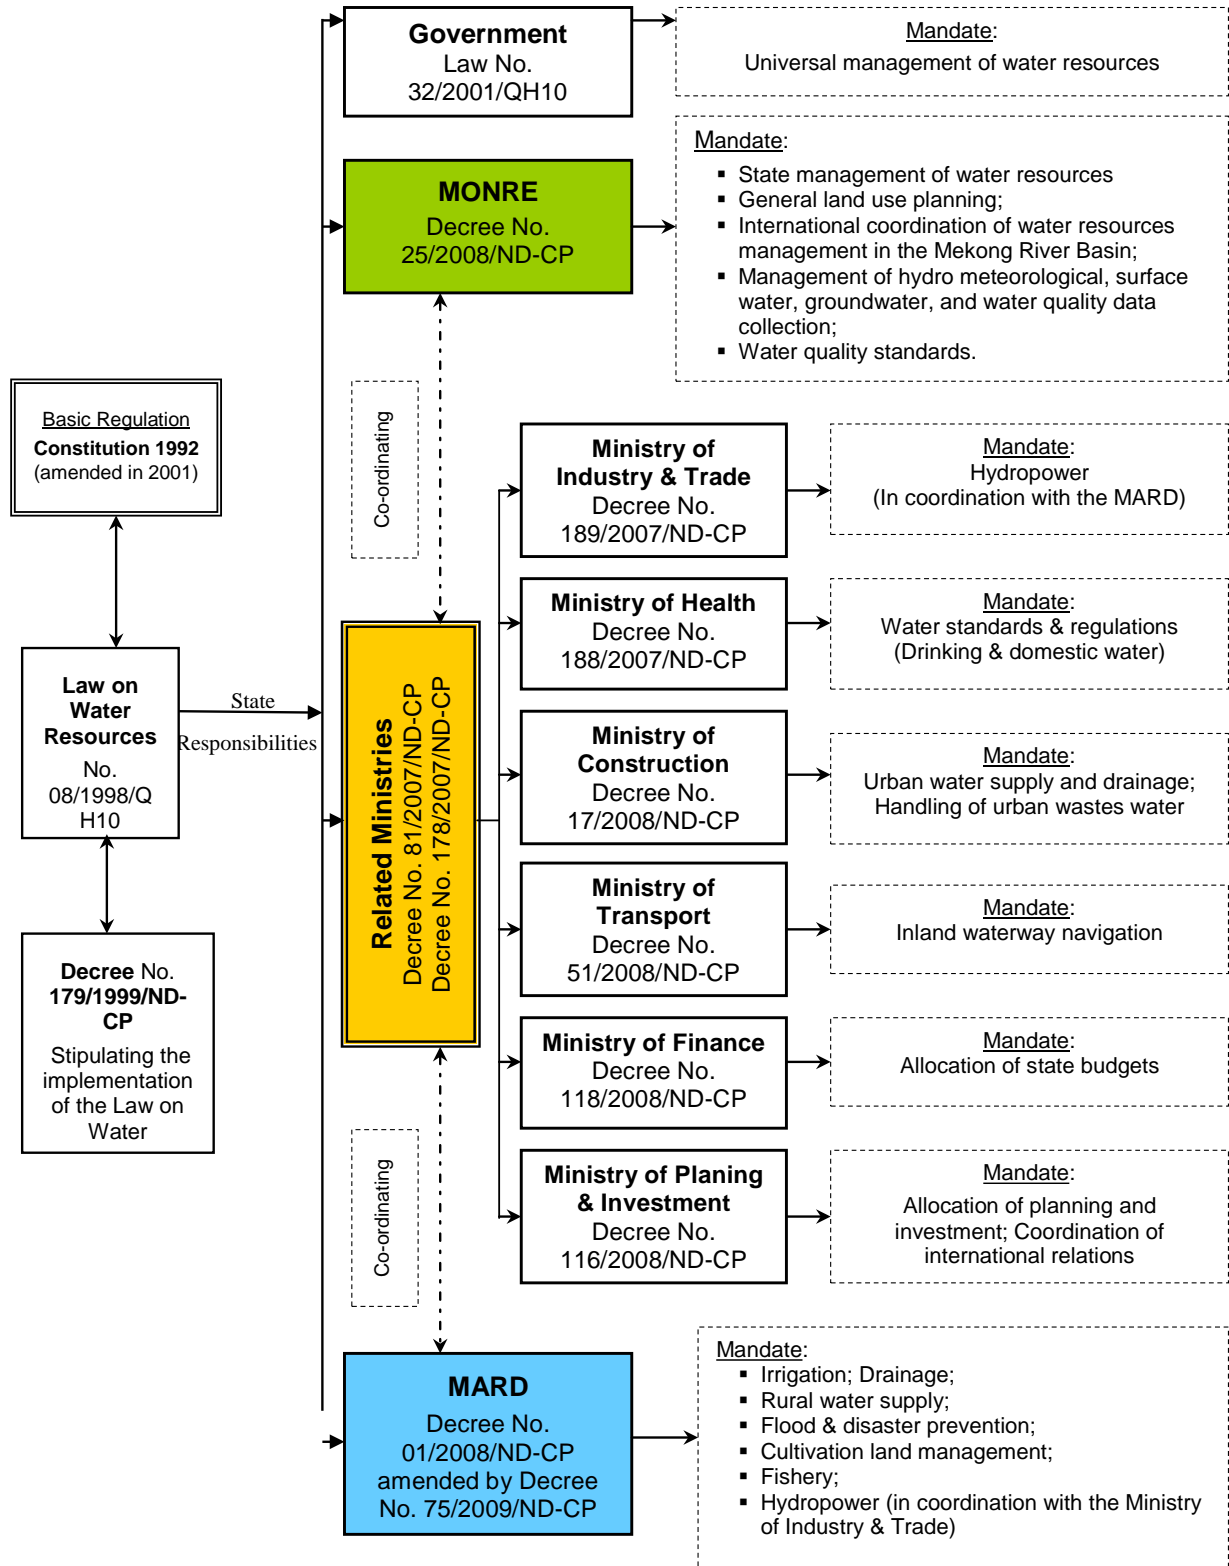 Government
Law No.
32/2001/QH10
Mandate:
Universal management of water resources
MONRE
Decree No.
25/2008/ND-CP
Mandate:
▪ State management of water resources
▪ General land use planning;
▪ International coordination of water resources
management in the Mekong River Basin;
▪ Management of hydro meteorological, surface
water, groundwater, and water quality data
collection;
▪ Water quality standards.
Basic Regulation
Constitution 1992
(amended in 2001)
Law on
Water
Resources
No.
08/1998/Q
H10
State
Responsibilities
Decree No.
179/1999/ND-
CP
Stipulating the
implementation
of the Law on
Water
Co-ordinating
Related Ministries
Decree No. 81/2007/ND-CP
Decree No. 178/2007/ND-CP
Co-ordinating
Ministry of
Industry & Trade
Decree No.
189/2007/ND-CP
Mandate:
Hydropower
(In coordination with the MARD)
Ministry of Health
Decree No.
188/2007/ND-CP
Mandate:
Water standards & regulations
(Drinking & domestic water)
Ministry of
Construction
Decree No.
17/2008/ND-CP
Mandate:
Urban water supply and drainage;
Handling of urban wastes water
Ministry of
Transport
Decree No.
51/2008/ND-CP
Mandate:
Inland waterway navigation
Ministry of Finance
Decree No.
118/2008/ND-CP
Mandate:
Allocation of state budgets
Ministry of Planing
& Investment
Decree No.
116/2008/ND-CP
Mandate:
Allocation of planning and
investment; Coordination of
international relations
MARD
Decree No.
01/2008/ND-CP
amended by Decree
No. 75/2009/ND-CP
Mandate:
▪ Irrigation; Drainage;
▪ Rural water supply;
▪ Flood & disaster prevention;
▪ Cultivation land management;
▪ Fishery;
▪ Hydropower (in coordination with the Ministry
of Industry & Trade)